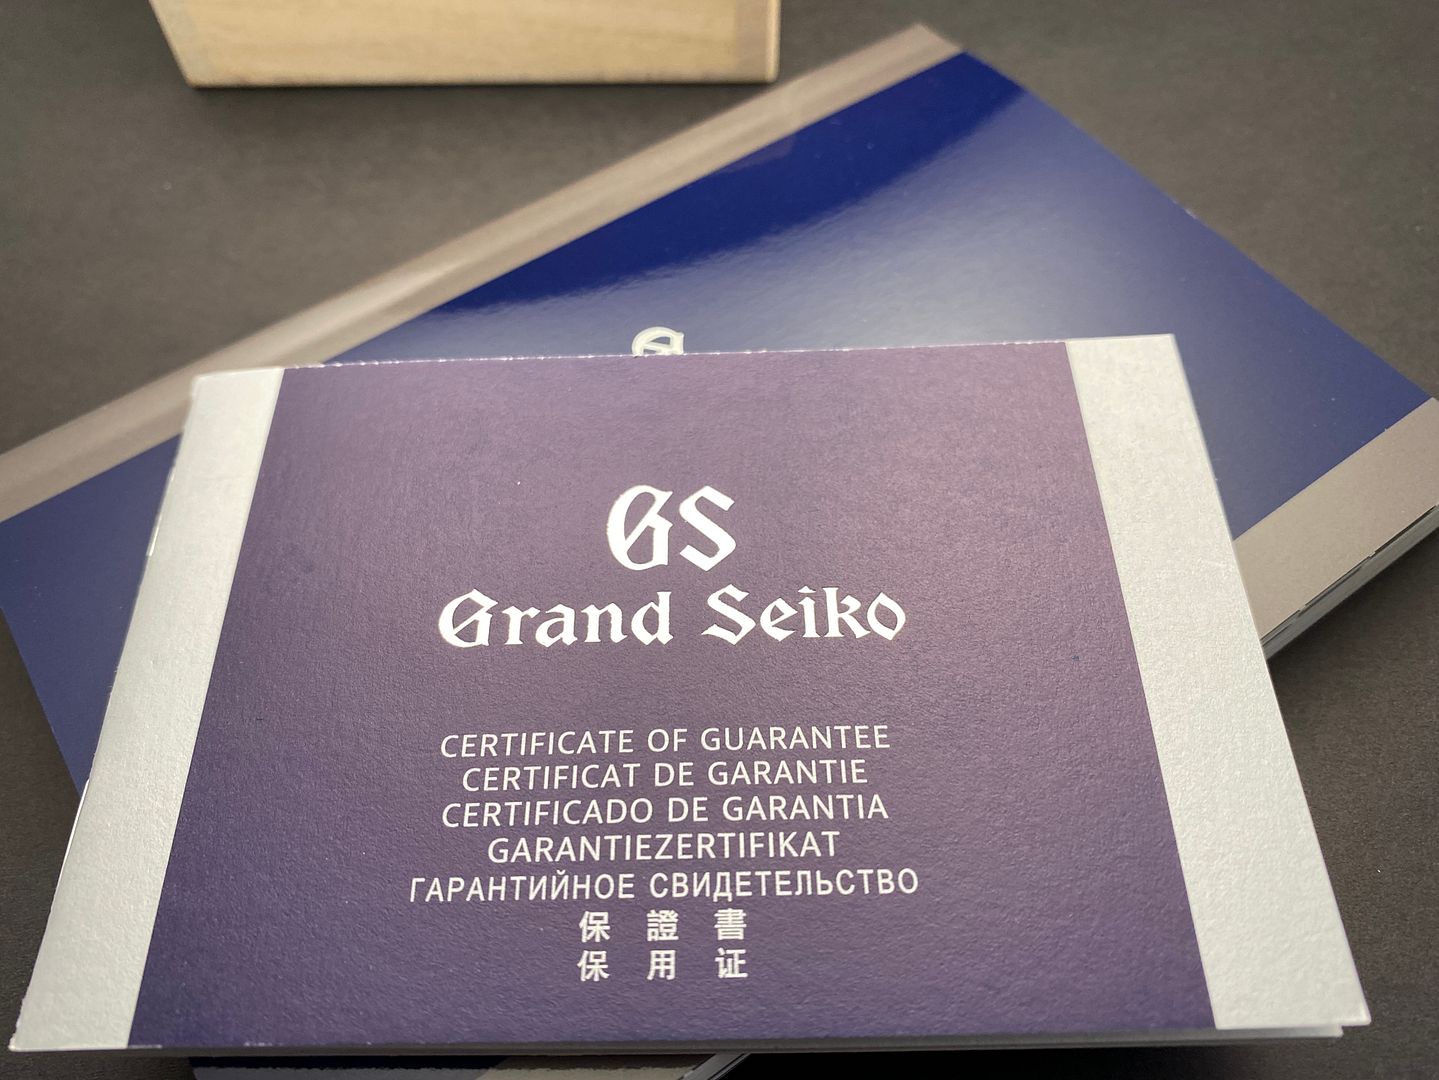 GS
Grand Seiko
CERTIFICATE OF GUARANTEE
CERTIFICAT DE GARANTIE
CERTIFICADO DE GARANTIA
GARANTIEZERTIFIKAT
ГАРАНТИЙНОЕ СВИДЕТЕЛЬСТВО
保 證 書
保 用 证